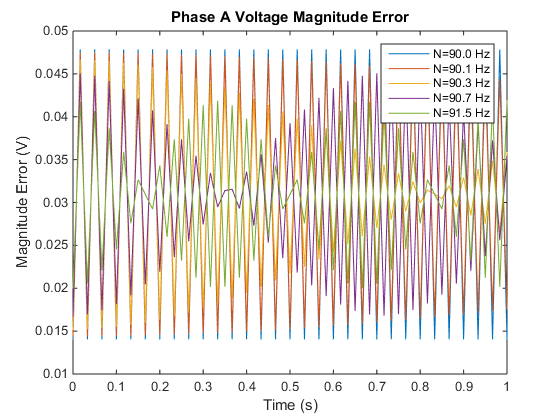 Phase A Voltage Magnitude Error
0.05
0.045
0.04
0.035
0.03
0.025
0.02
0.015
0.01
Magnitude Error (V)
N=90.0 Hz
N=90.1 Hz
N=90.3 Hz
N=90.7 Hz
N=91.5 Hz
0 0.1 0.2 0.3 0.4 0.5 0.6 0.7 0.8 0.9 1
Time (s)